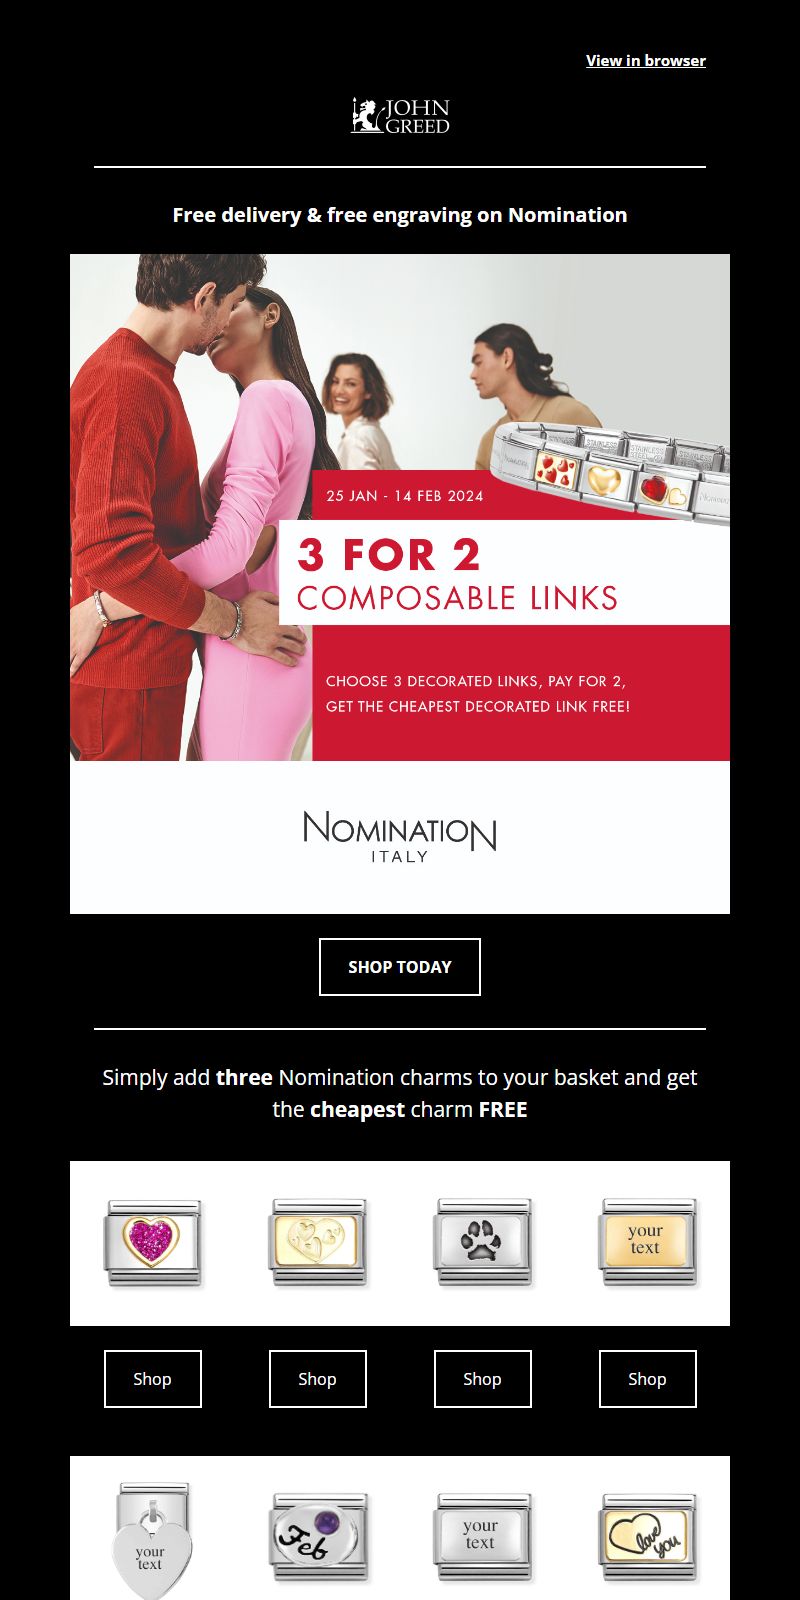 View in browser
JOHN
GREED
Free delivery & free engraving on Nomination
25 JAN - 14 FEB 2024
3 FOR 2
COMPOSABLE LINKS
CHOOSE 3 DECORATED LINKS, PAY FOR 2,
GET THE CHEAPEST DECORATED LINK FREE!
NOMINATION
ITALY
SHOP TODAY
Simply add three Nomination charms to your basket and get
the cheapest charm FREE
your
text
Shop
Shop
Shop
Shop
your
text
Feb
your
text
love
you